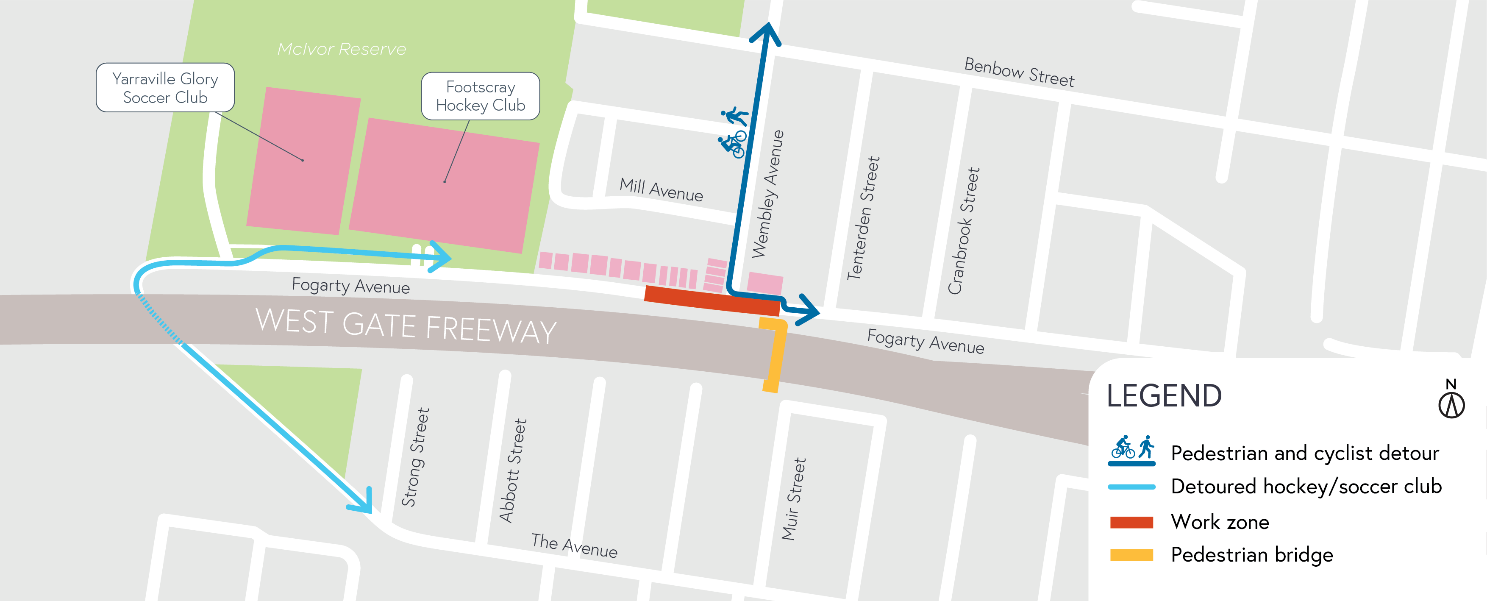 McIvor Reserve
Yarraville Glory
Soccer Club
Footscray
Hockey Club
Benbow Street
Mill Avenue
Wembley Avenue
Tenterden Street
Cranbrook Street
Fogarty Avenue
WEST GATE FREEWAY
Fogarty Avenue
Strong Street
Abbott Street
Muir Street
The Avenue
LEGEND
N
Pedestrian and cyclist detour
Detoured hockey/soccer club
Work zone
Pedestrian bridge